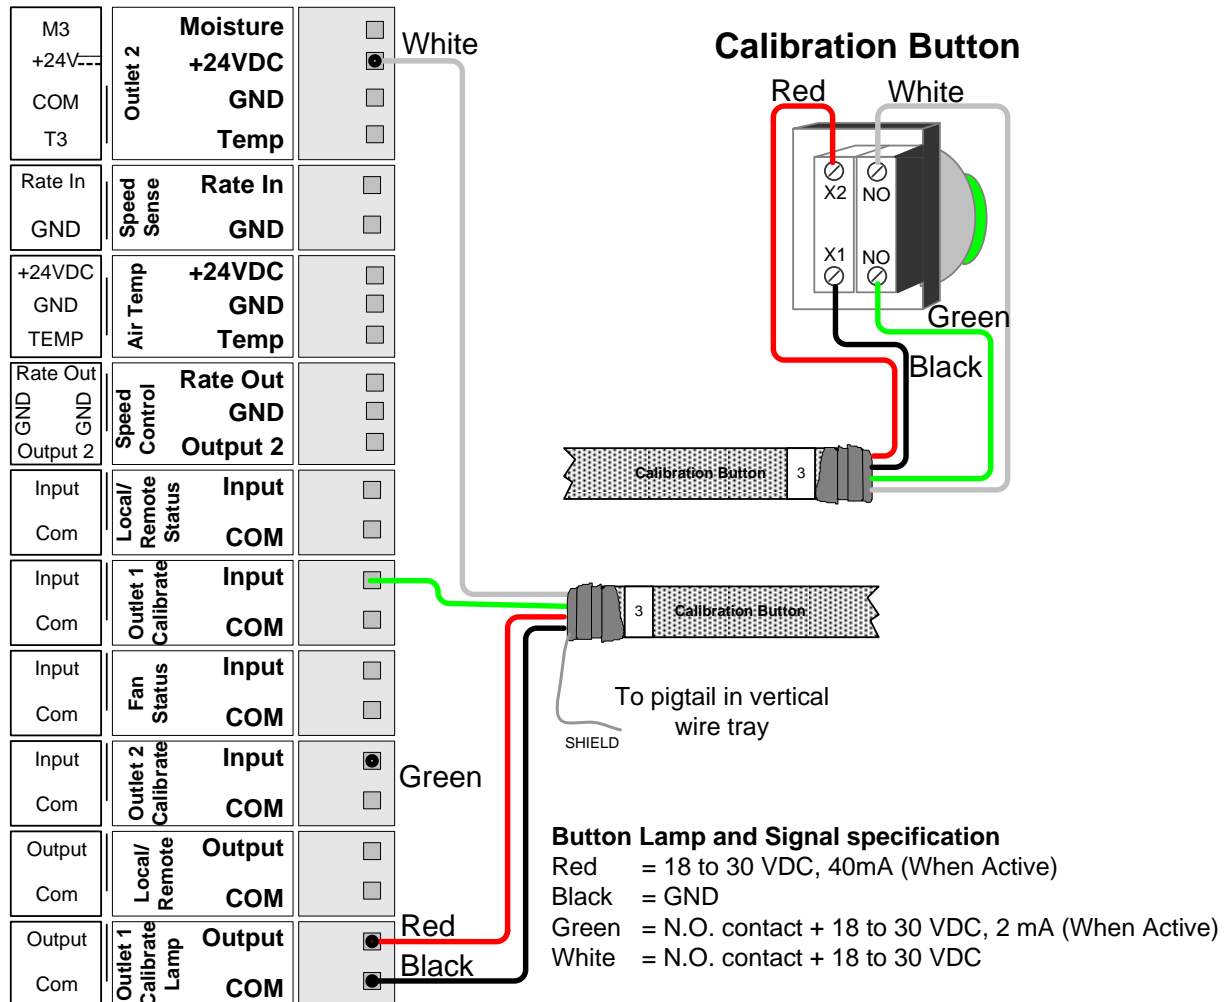 M3
+24V
COM
T3
Outlet 2
Moisture
+24VDC
GND
Temp
White
Rate In
GND
Speed
Sense
Rate In
GND
+24VDC
GND
TEMP
Air Temp
+24VDC
GND
Temp
Rate Out
GND
GND
Output 2
Speed
Control
Rate Out
GND
Output 2
Input
Com
Local/
Remote
Status
Input
COM
Input
Com
Outlet 1
Calibrate
Input
COM
Input
Com
Fan
Status
Input
COM
Input
Com
Outlet 2
Calibrate
Input
COM
Green
Output
Com
Local/
Remote
Output
COM
Output
Com
Outlet 1
Calibrate
Lamp
Output
COM
Red
Black
Calibration Button
Red
White
X2
NO
X1
NO
Green
Black
Calibration Button
3
3
Calibration Button
To pigtail in vertical
wire tray
SHIELD
Button Lamp and Signal specification
Red = 18 to 30 VDC, 40mA (When Active)
Black = GND
Green = N.O. contact + 18 to 30 VDC, 2 mA (When Active)
White = N.O. contact + 18 to 30 VDC